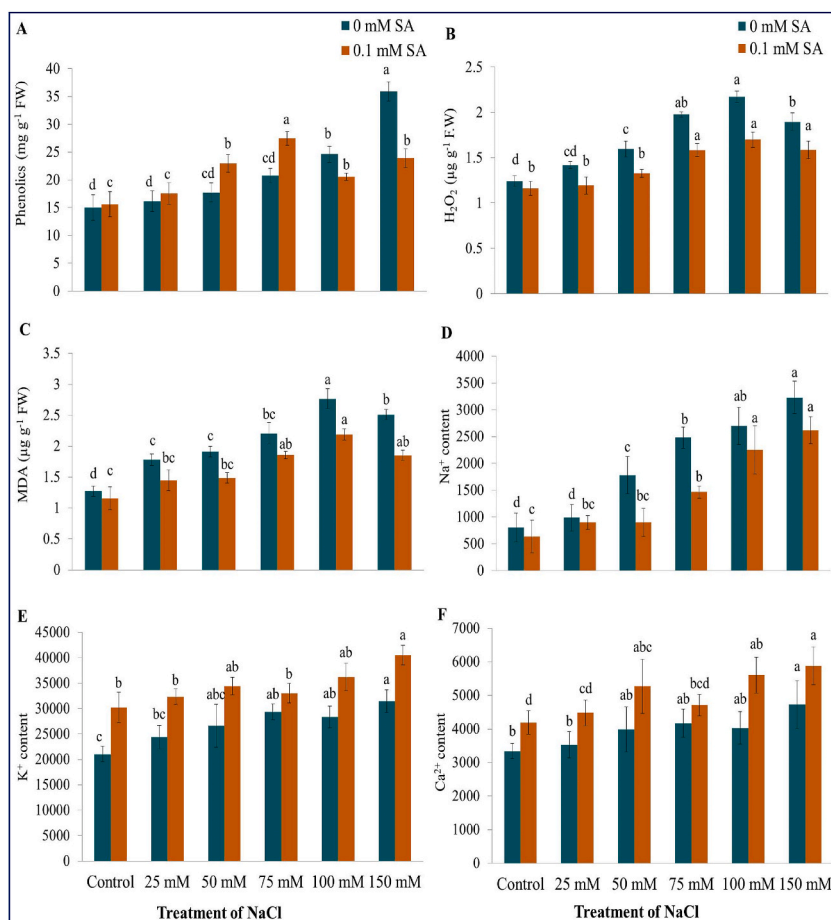 A
0 mM SA
0.1 mM SA
Phenolics (mg g-1 FW)
40
35
30
25
20
15
10
5
0
d d d c cd b cd a b b a c
B
0 mM SA
0.1 mM SA
H2O2 (µg g-1 F.W)
2.5
2
1.5
1
0.5
0
d b cd b c b ab a a a b a
C
MDA (µg g-1 FW)
3.5
3
2.5
2
1.5
1
0.5
0
d c c bc c bc bc ab a a b ab
D
Na+ content
4000
3500
3000
2500
2000
1500
1000
500
0
d c d bc c bc b b ab a a a
E
K+ content
45000
40000
35000
30000
25000
20000
15000
10000
5000
0
c b bc b abc ab ab b ab ab a a
Control 25 mM 50 mM 75 mM 100 mM 150 mM
Treatment of NaCl
F
Ca2+ content
7000
6000
5000
4000
3000
2000
1000
0
b d b cd ab abc ab bcd ab ab a a
Control 25 mM 50 mM 75 mM 100 mM 150 mM
Treatment of NaCl